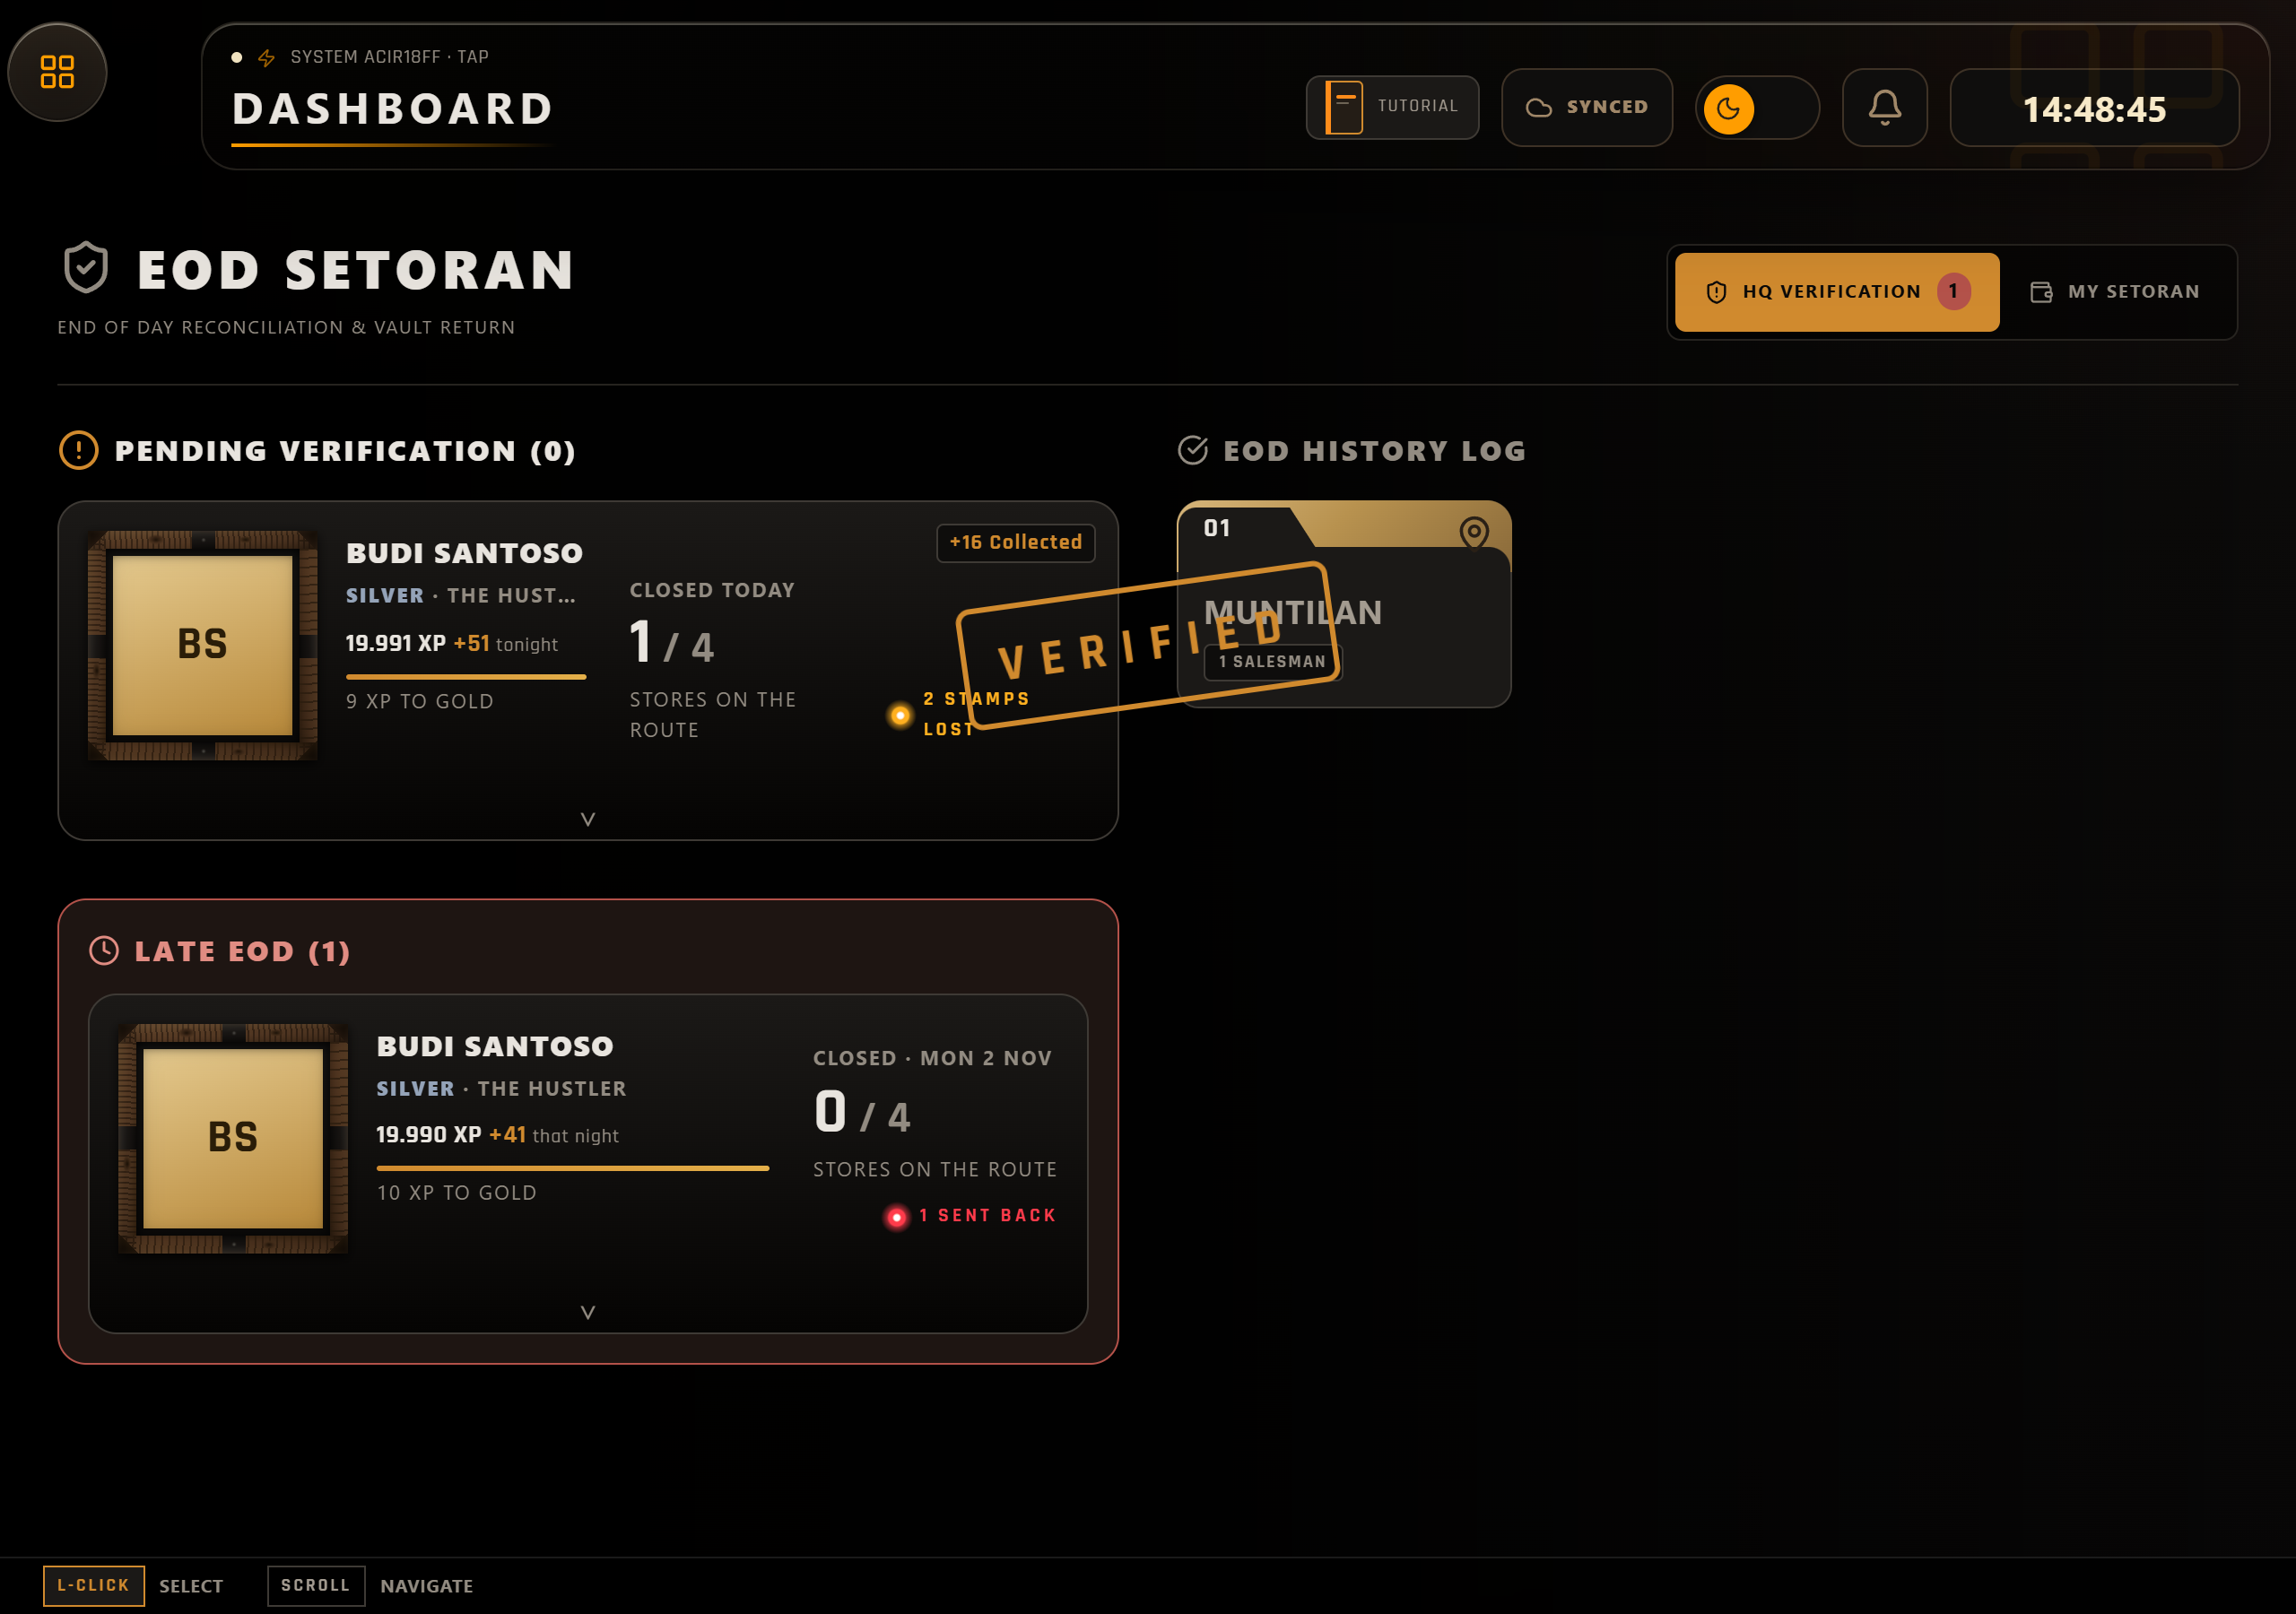 SYSTEM ACIR18FF · TAP
DASHBOARD
TUTORIAL
SYNCED
14:48:45
EOD SETORAN
END OF DAY RECONCILIATION & VAULT RETURN
HQ VERIFICATION 1
MY SETORAN
PENDING VERIFICATION (0)
BS
BUDI SANTOSO
SILVER · THE HUST...
19.991 XP +51 tonight
9 XP TO GOLD
CLOSED TODAY
1 / 4
STORES ON THE
ROUTE
+16 Collected
2 STAMPS
LOST
VERIFIED
EOD HISTORY LOG
01
MUNTILAN
1 SALESMAN
LATE EOD (1)
BS
BUDI SANTOSO
SILVER · THE HUSTLER
19.990 XP +41 that night
10 XP TO GOLD
CLOSED · MON 2 NOV
0 / 4
STORES ON THE ROUTE
1 SENT BACK
L-CLICK SELECT SCROLL NAVIGATE